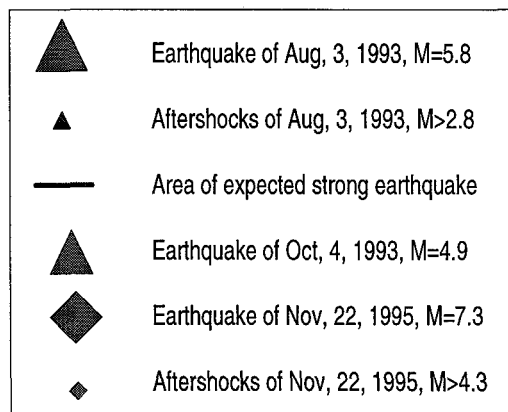 Earthquake of Aug, 3, 1993, M=5.8
Aftershocks of Aug, 3, 1993, M>2.8
Area of expected strong earthquake
Earthquake of Oct, 4, 1993, M=4.9
Earthquake of Nov, 22, 1995, M=7.3
Aftershocks of Nov, 22, 1995, M>4.3